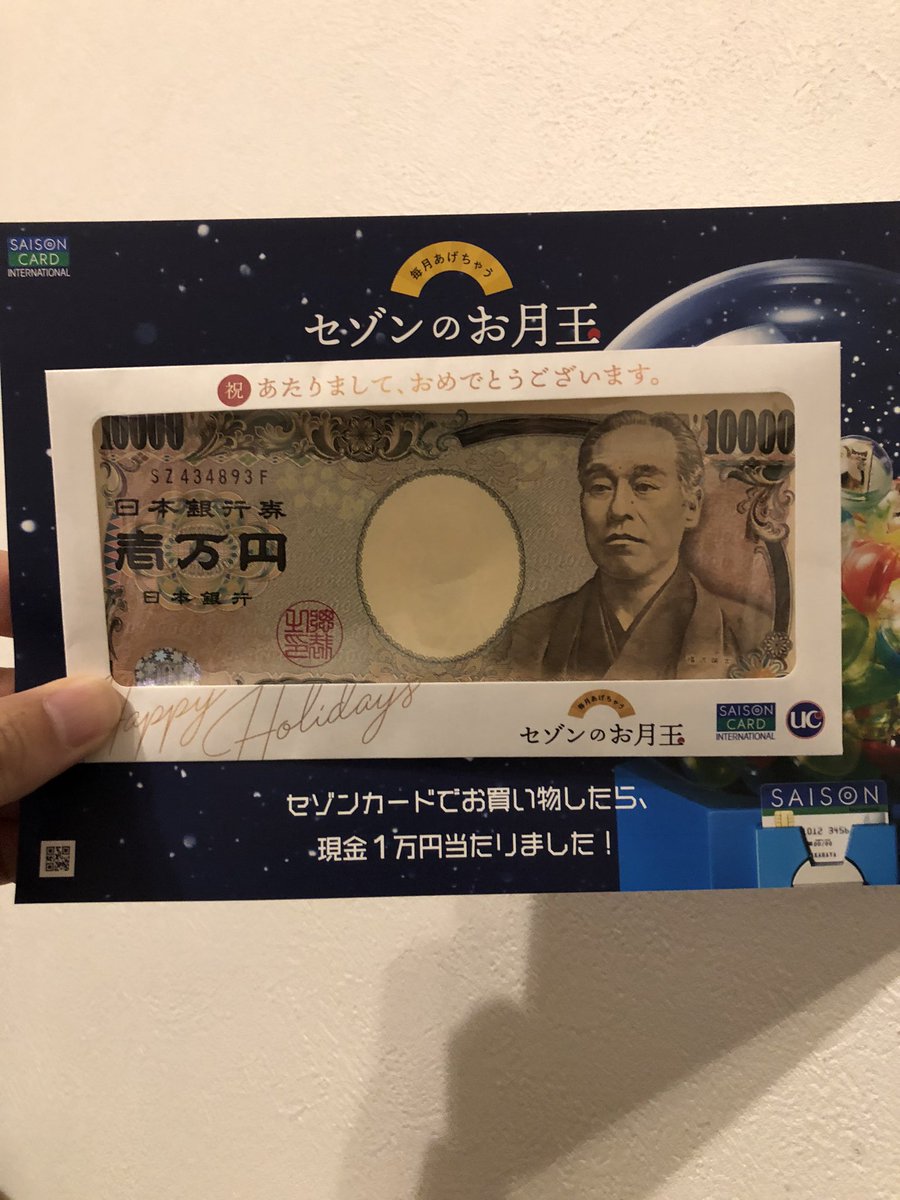 SAISON
CARD
INTERNATIONAL
毎月あげちゃう
セゾンのお月玉
祝 あたりまして、おめでとうございます。
10000
10000
SZ434893F
日本銀行券
壱万円
日本銀行
Happy Holidays
毎月あげちゃう
セゾンのお月玉
SAISON
CARD
INTERNATIONAL
UC
セゾンカードでお買い物したら、
現金1万円当たりました！
SAISON
0012 3456
00/00